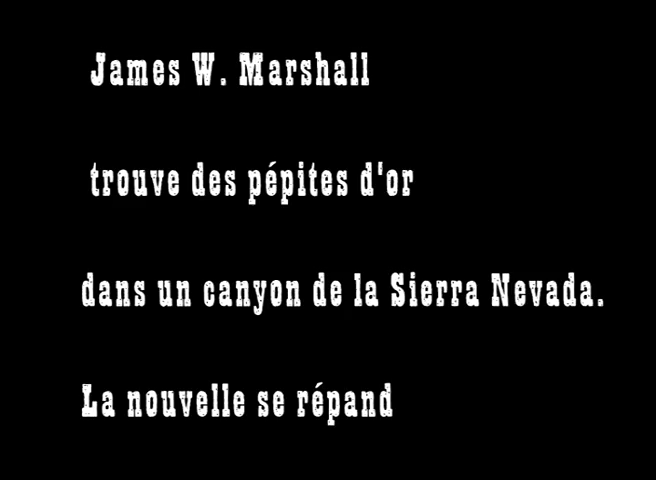 James W. Marshall
trouve des pépites d'or
dans un canyon de la Sierra Nevada.
La nouvelle se répand